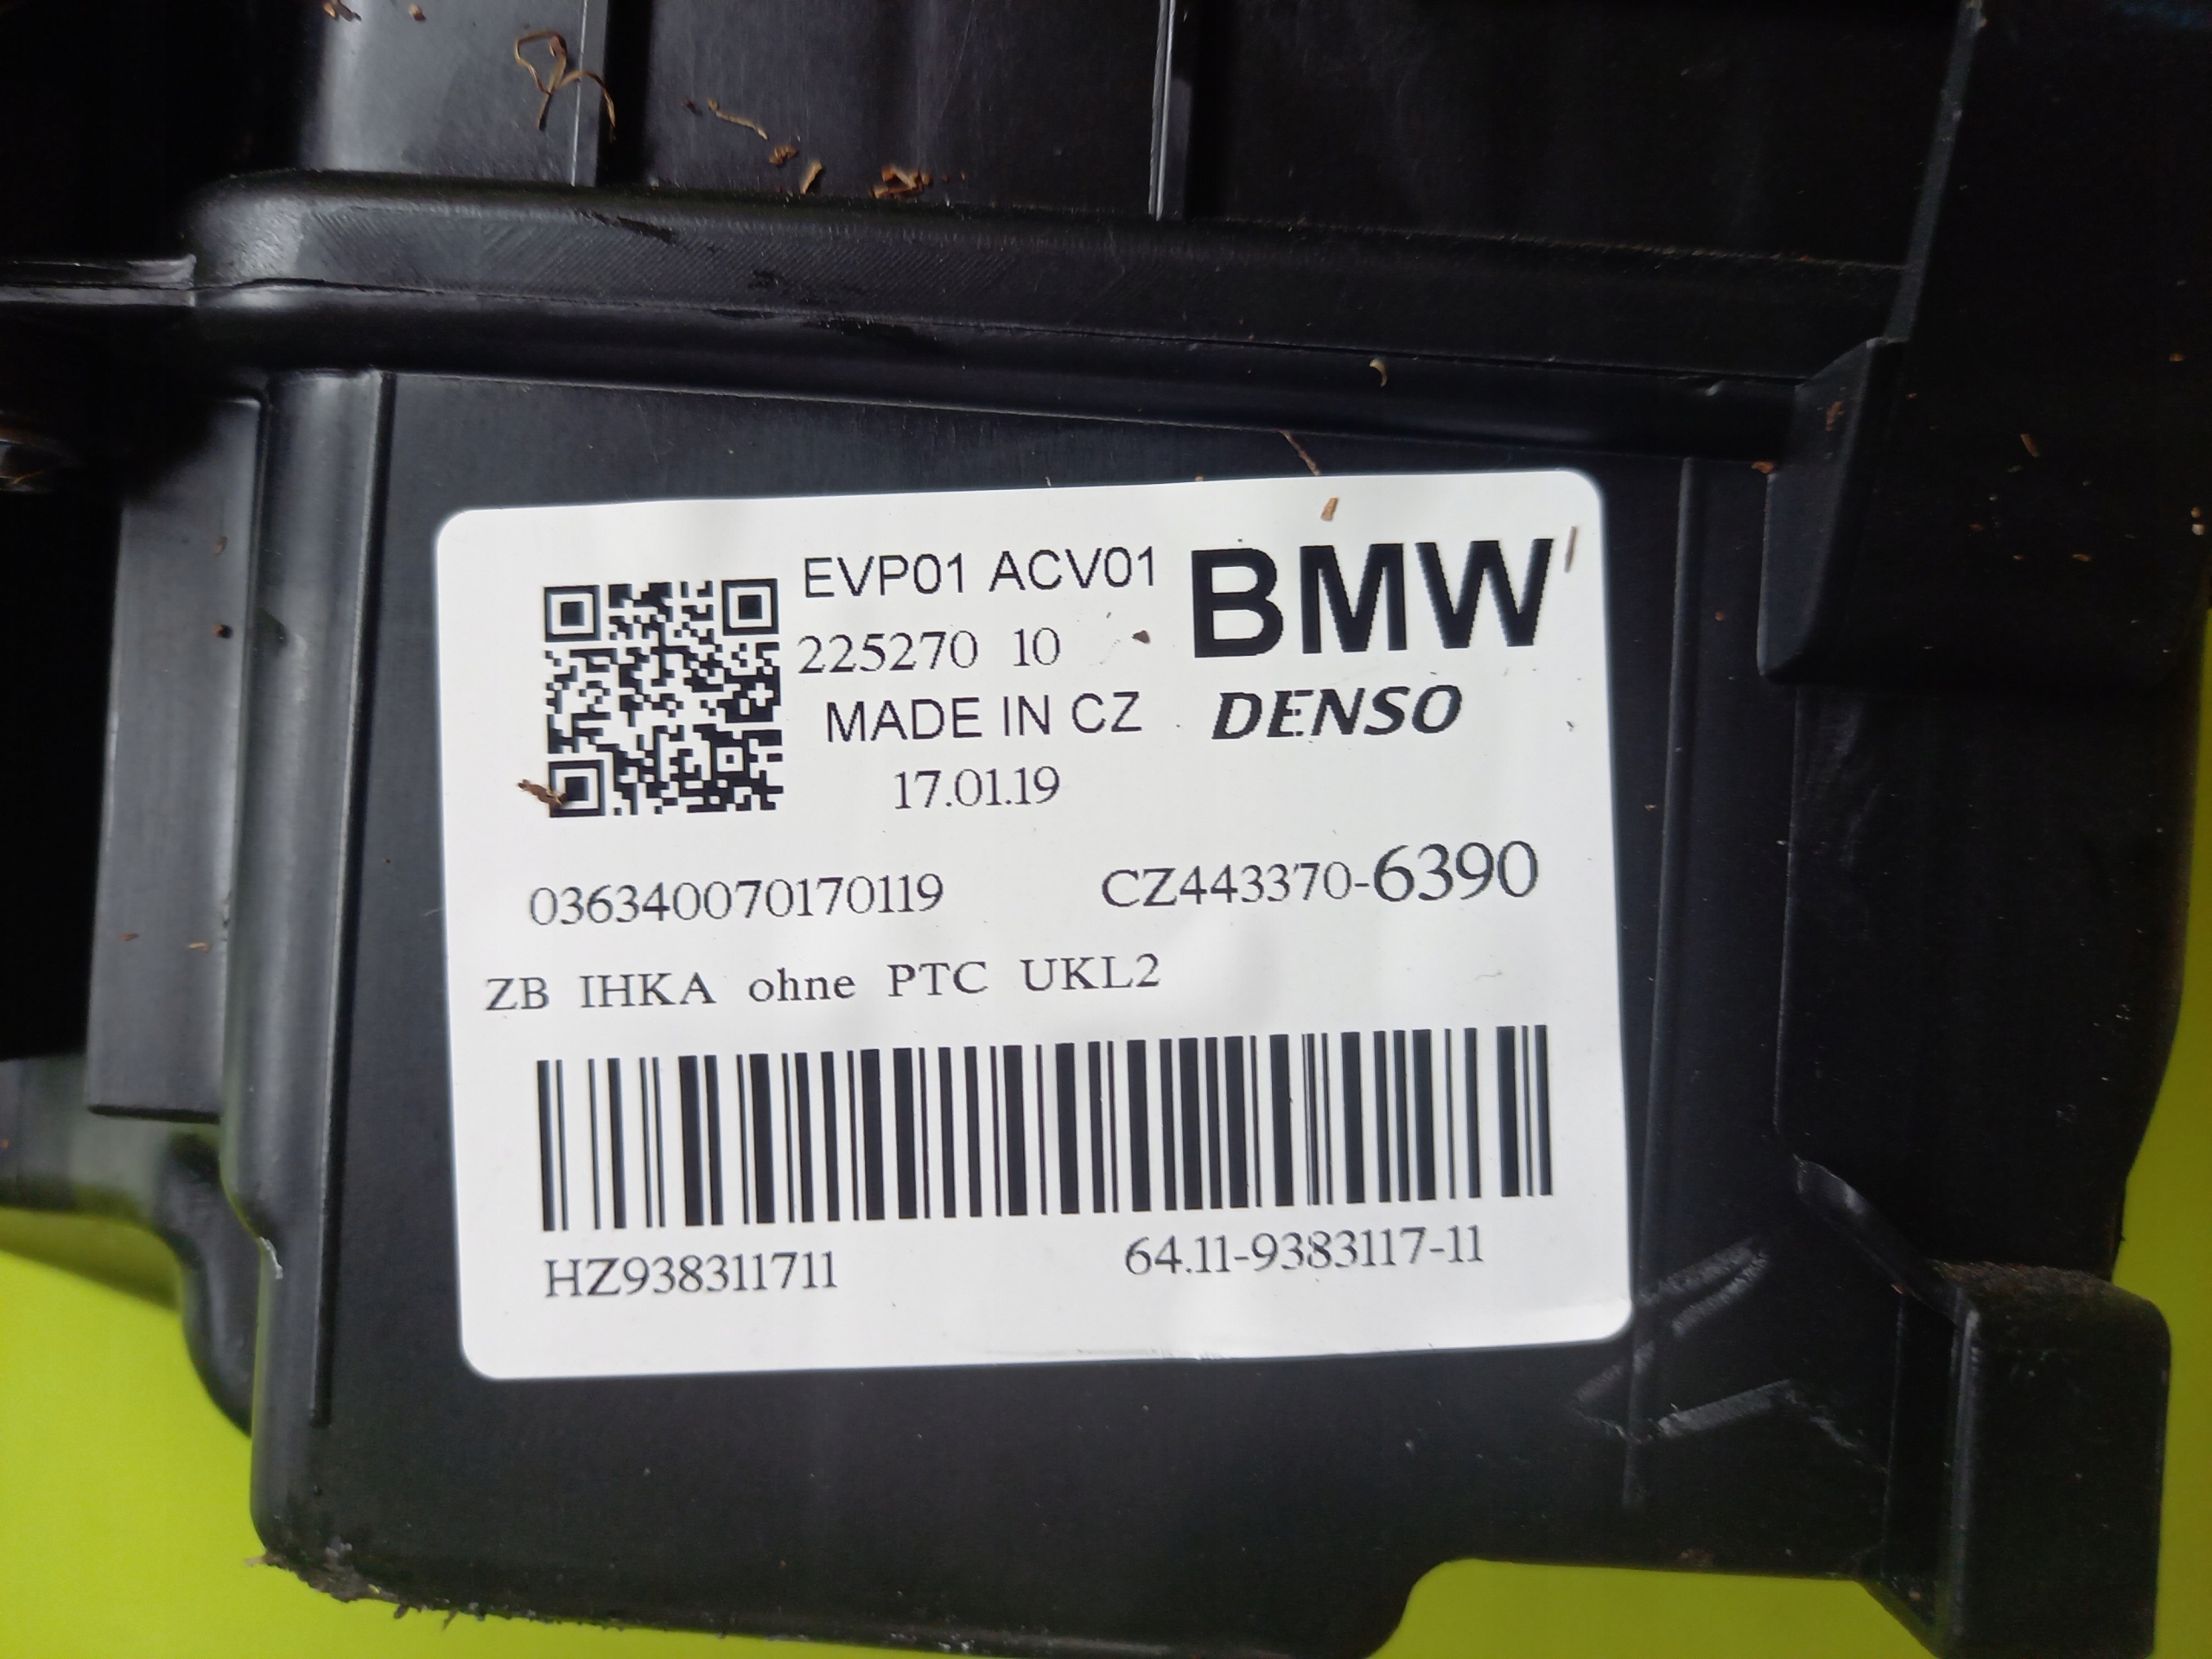 EVP01 ACV01
BMW
225270 10
MADE IN CZ
DENSO
17.01.19
036340070170119
CZ443370-6390
ZB IHKA ohne PTC UKL2
HZ938311711
64.11-9383117-11